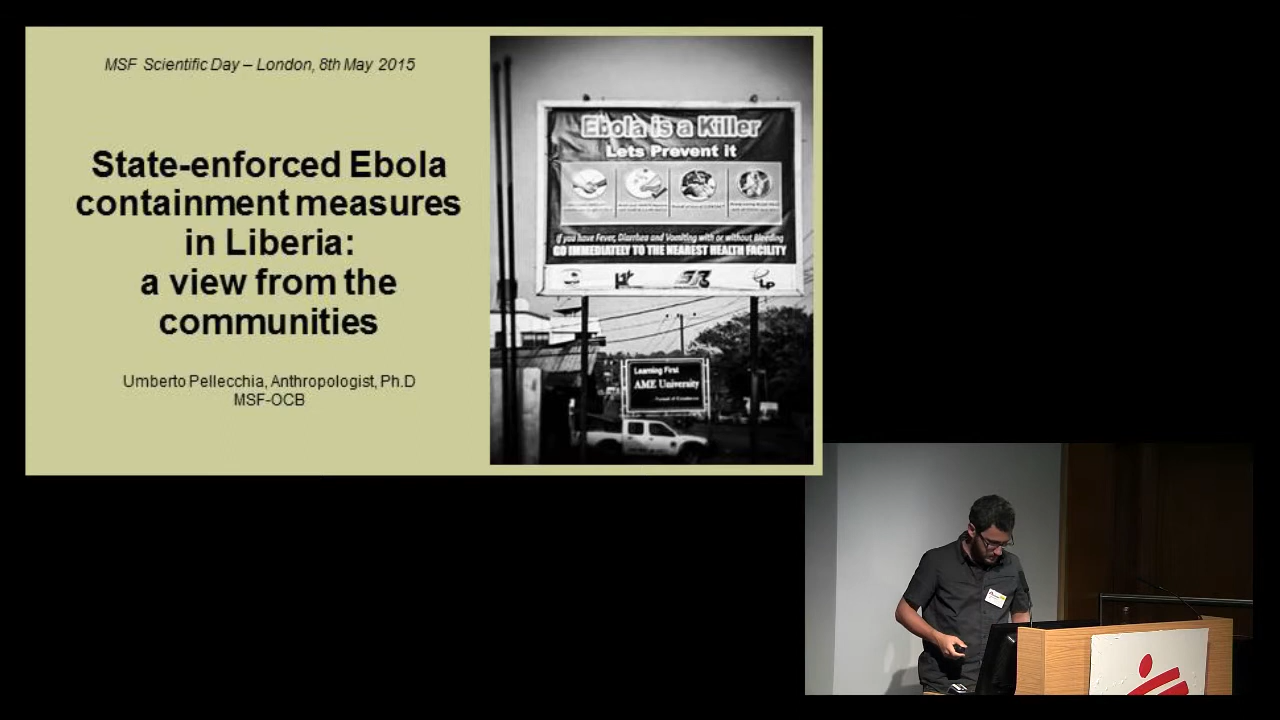 MSF Scientific Day – London, 8th May 2015
State-enforced Ebola
containment measures
in Liberia:
a view from the
communities
Umberto Pellecchia, Anthropologist, Ph.D
MSF-OCB
Ebola is a Killer
Lets Prevent it
If you have Fever, Diarrhea and Vomiting with or without Bleeding
GO IMMEDIATELY TO THE NEAREST HEALTH FACILITY
Learning First
AME University